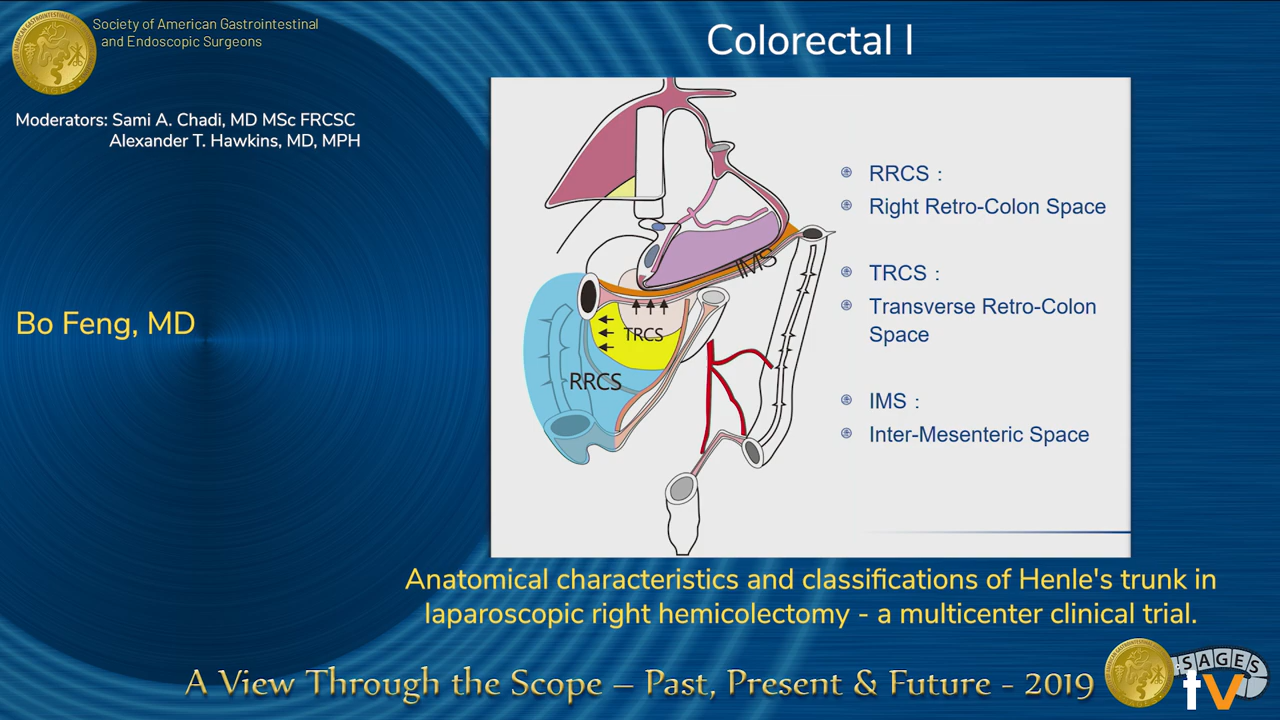 Society of American Gastrointestinal
and Endoscopic Surgeons
Colorectal I
Moderators: Sami A. Chadi, MD MSc FRCSC
Alexander T. Hawkins, MD, MPH
Bo Feng, MD
IMS
TRCS
RRCS
RRCS：
Right Retro-Colon Space
TRCS：
Transverse Retro-Colon
Space
IMS：
Inter-Mesenteric Space
Anatomical characteristics and classifications of Henle's trunk in
laparoscopic right hemicolectomy - a multicenter clinical trial.
A View Through the Scope – Past, Present & Future - 2019
SAGES
tv